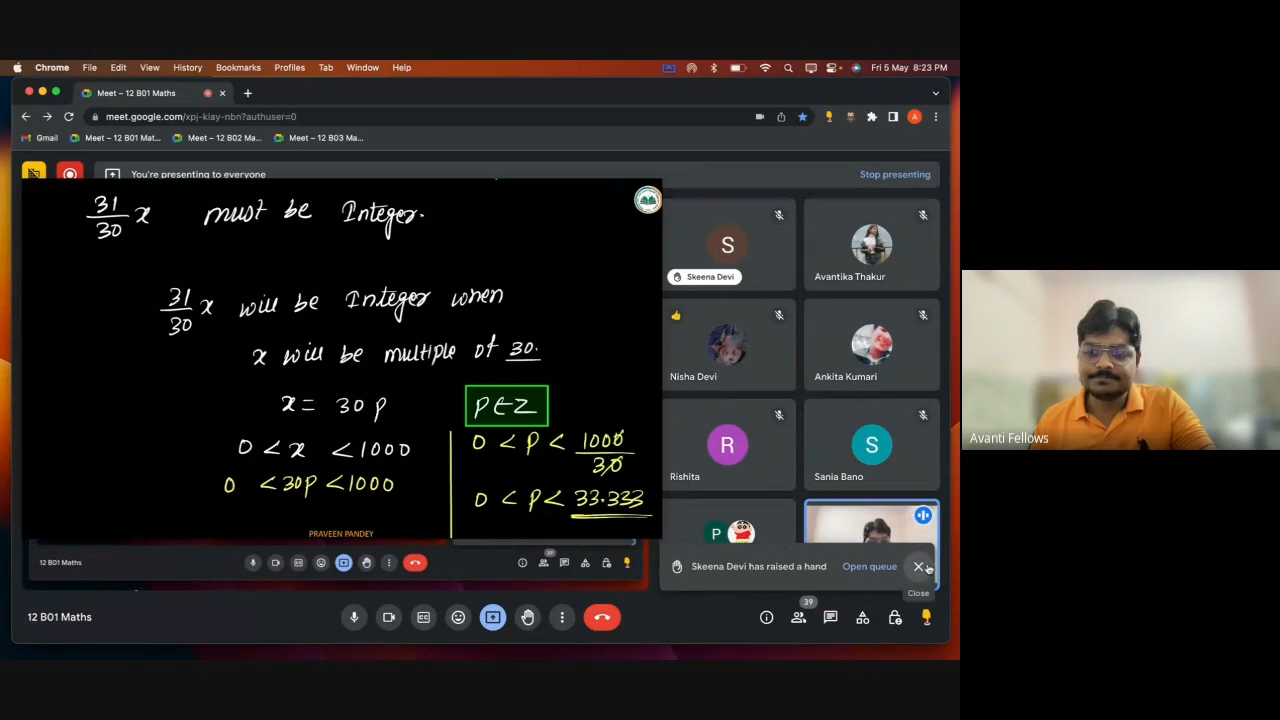 Chrome File Edit View History Bookmarks Profiles Tab Window Help Fri 5 May 8:23 PM
Meet – 12 B01 Maths
meet.google.com/xpj-kiay-nbn?authuser=0 A
Gmail Meet – 12 B01 Mat... Meet – 12 B02 Ma... Meet – 12 B03 Ma...
You're presenting to everyone Stop presenting
31/30 x must be Integer.
31/30 x will be Integer when
x will be multiple of 30.
x = 30 p
P ∈ Z
0 < x < 1000
0 < 30p < 1000
0 < P < 1000/30
0 < P < 33.333
PRAVEEN PANDEY
S
Skeena Devi
Avantika Thakur
Nisha Devi
Ankita Kumari
R
Rishita
S
Sania Bano
P
Skeena Devi has raised a hand Open queue
Close
Avanti Fellows
12 B01 Maths 39
12 B01 Maths 39